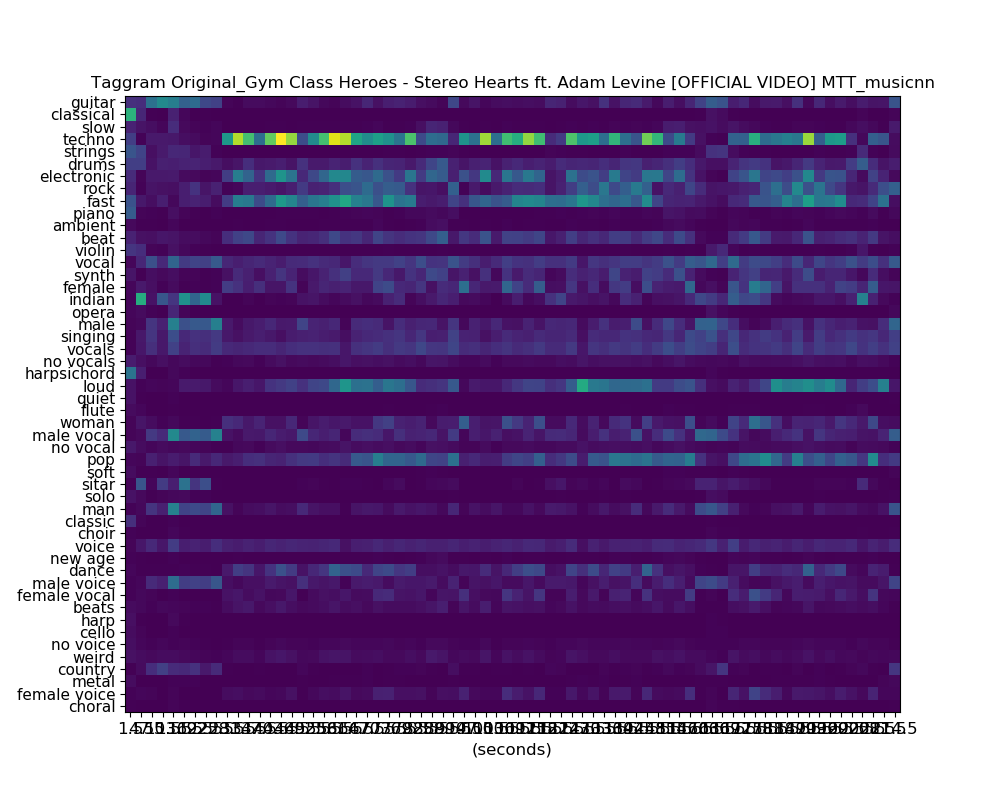 Taggram Original_Gym Class Heroes - Stereo Hearts ft. Adam Levine [OFFICIAL VIDEO] MTT_musicnn
guitar
classical
slow
techno
strings
drums
electronic
rock
fast
piano
ambient
beat
violin
vocal
synth
female
indian
opera
male
singing
vocals
no vocals
harpsichord
loud
quiet
flute
woman
male vocal
no vocal
pop
soft
sitar
solo
man
classic
choir
voice
new age
dance
male voice
female vocal
beats
harp
cello
no voice
weird
country
metal
female voice
choral
(seconds)